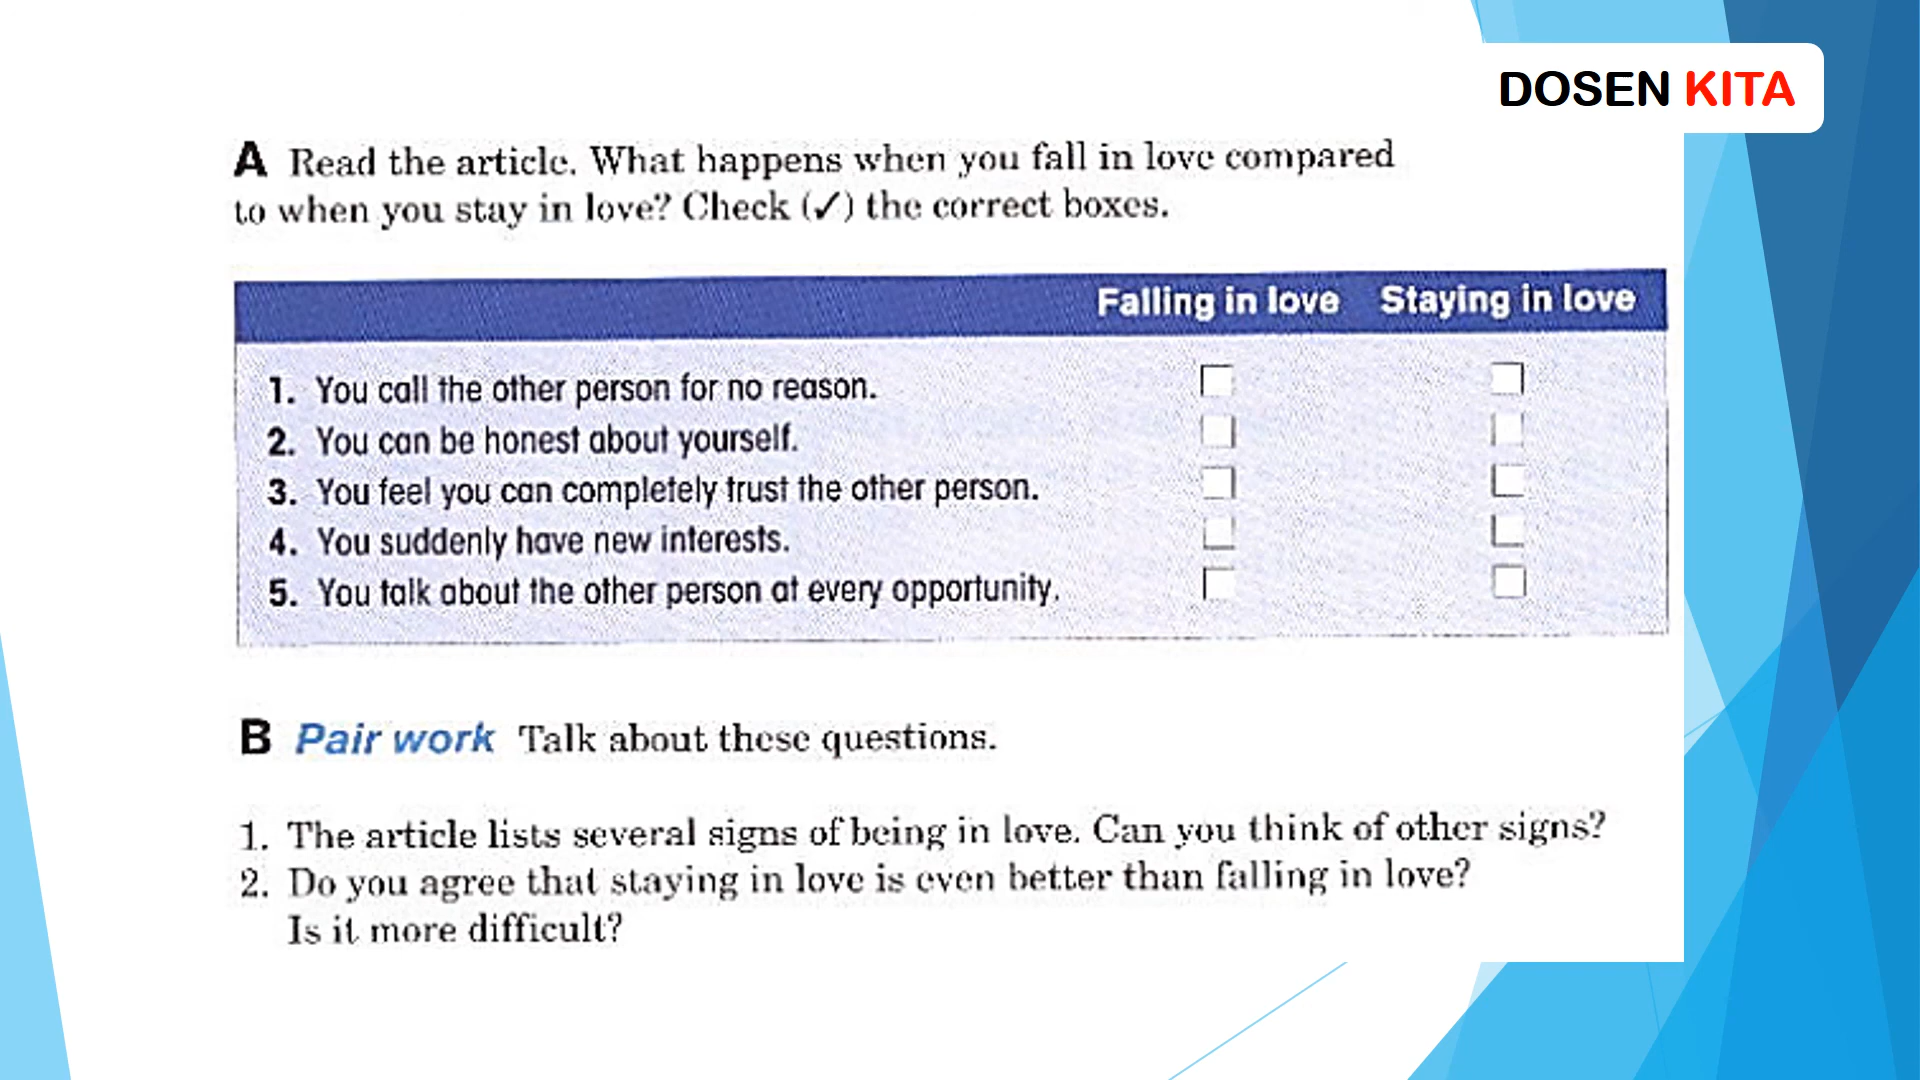 DOSEN KITA
A Read the article. What happens when you fall in love compared
to when you stay in love? Check (✓) the correct boxes.
Falling in love Staying in love
1. You call the other person for no reason.
2. You can be honest about yourself.
3. You feel you can completely trust the other person.
4. You suddenly have new interests.
5. You talk about the other person at every opportunity.
B Pair work Talk about these questions.
1. The article lists several signs of being in love. Can you think of other signs?
2. Do you agree that staying in love is even better than falling in love?
Is it more difficult?